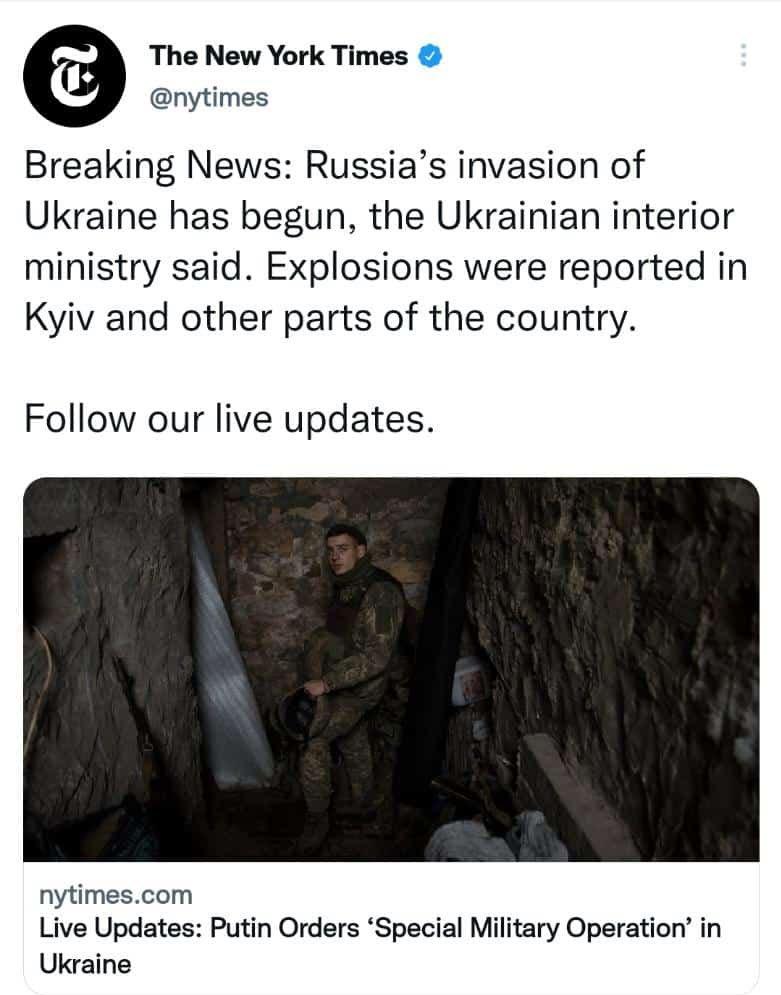 The New York Times
@nytimes
Breaking News: Russia’s invasion of
Ukraine has begun, the Ukrainian interior
ministry said. Explosions were reported in
Kyiv and other parts of the country.
Follow our live updates.
nytimes.com
Live Updates: Putin Orders ‘Special Military Operation’ in
Ukraine